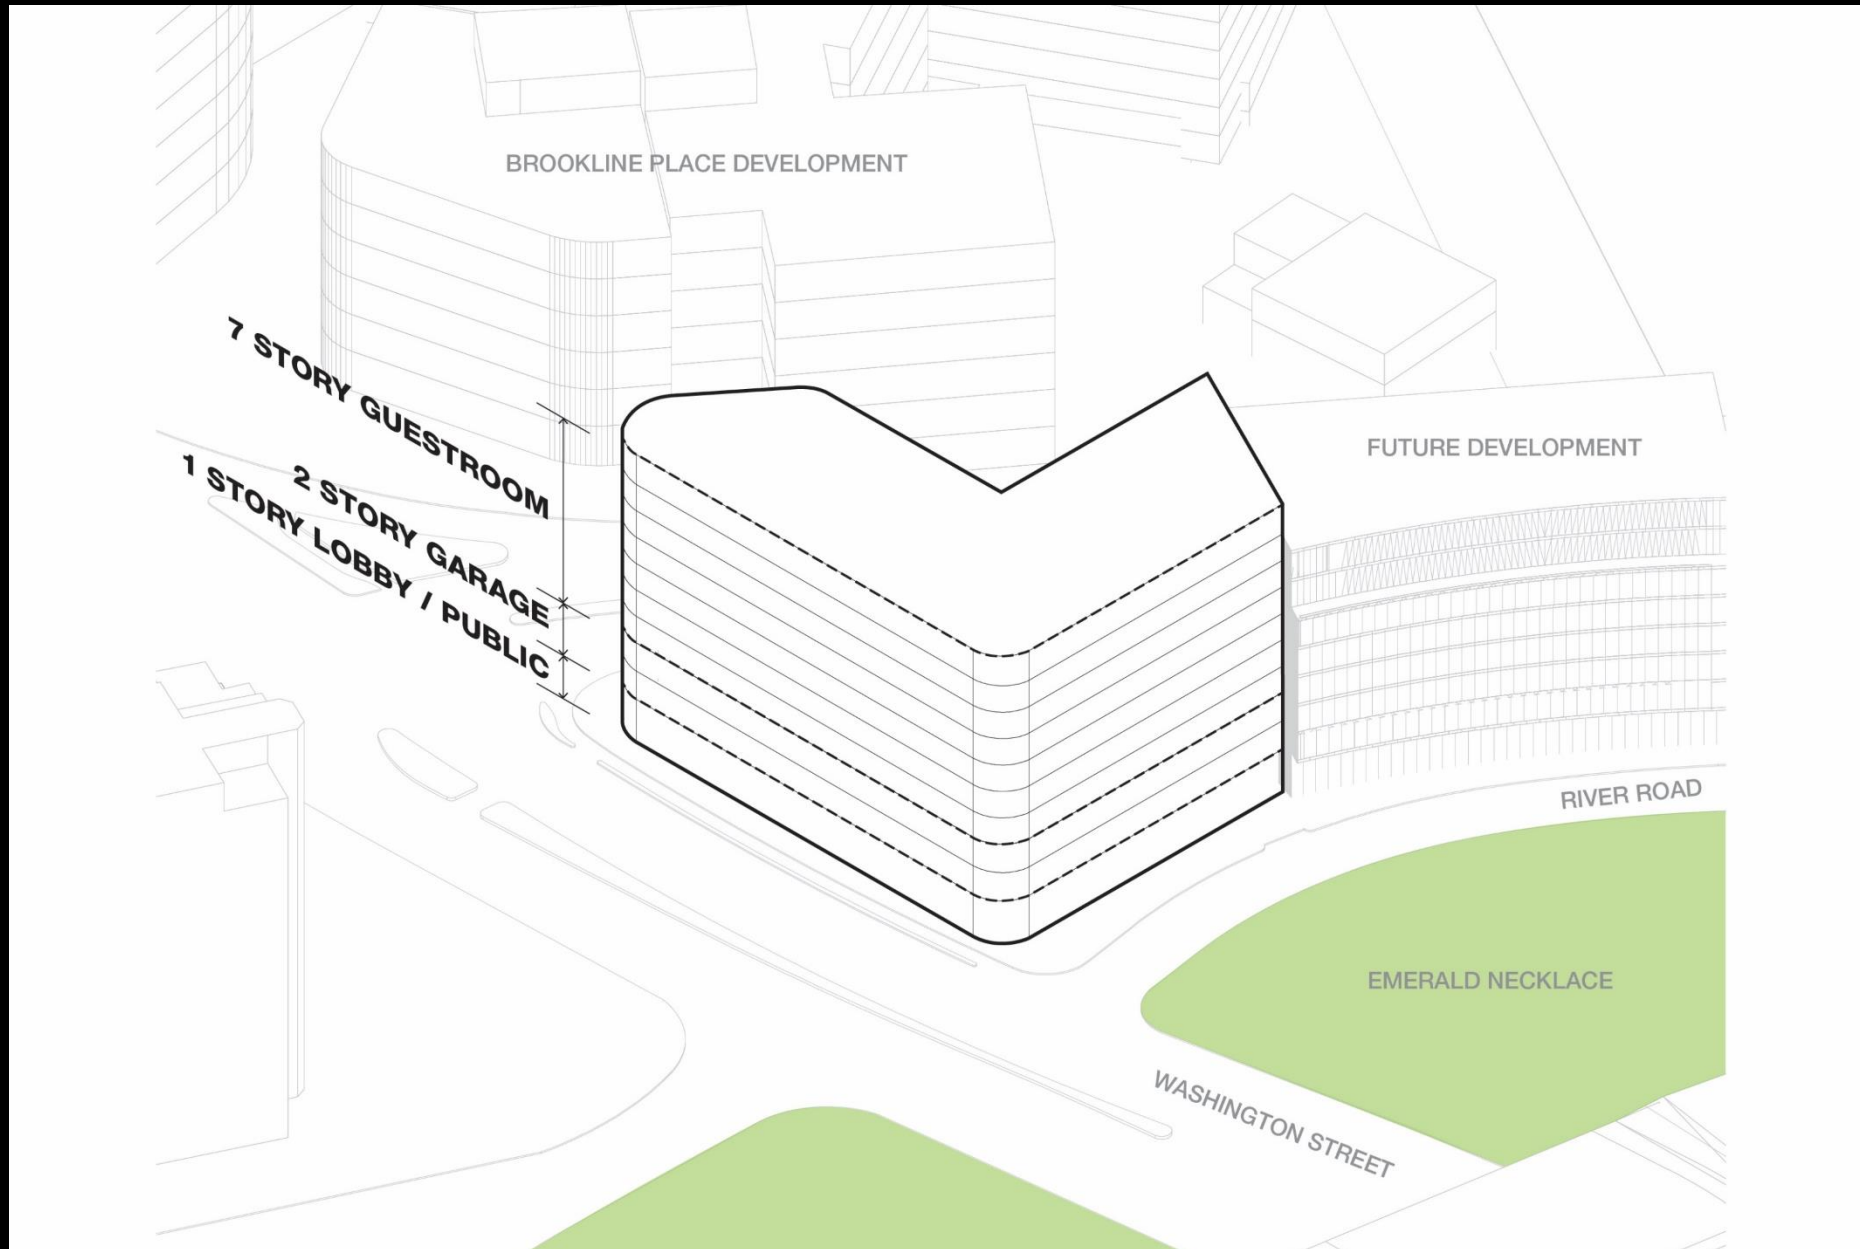 BROOKLINE PLACE DEVELOPMENT
7 STORY GUESTROOM
2 STORY GARAGE
1 STORY LOBBY / PUBLIC
FUTURE DEVELOPMENT
RIVER ROAD
EMERALD NECKLACE
WASHINGTON STREET